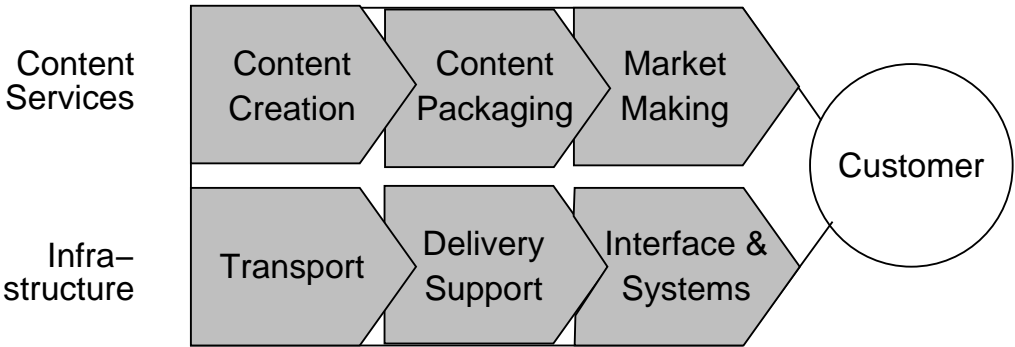 Content
Services
Content
Creation
Content
Packaging
Market
Making
Customer
Infra–
structure
Transport
Delivery
Support
Interface &
Systems